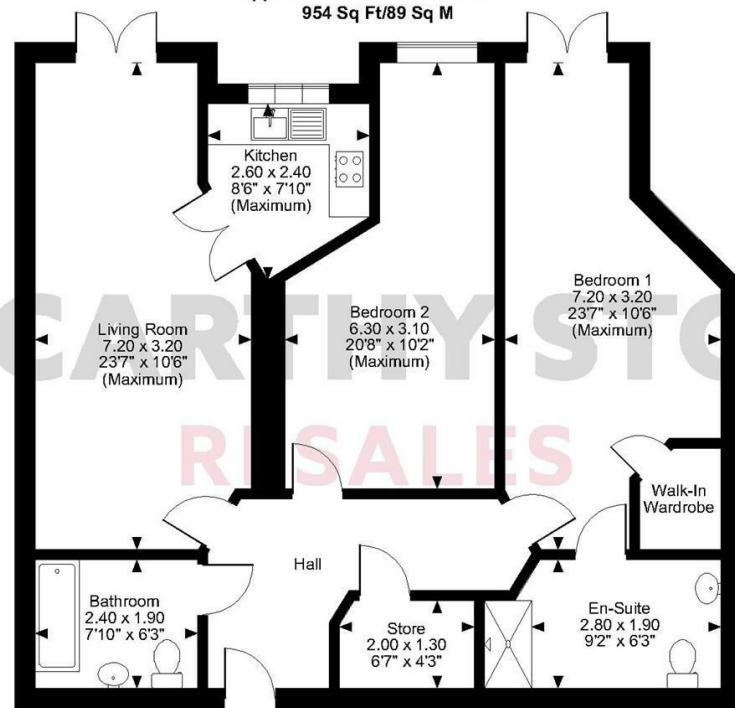 954 Sq Ft/89 Sq M
Kitchen
2.60 x 2.40
8'6" x 7'10"
(Maximum)
Living Room
7.20 x 3.20
23'7" x 10'6"
(Maximum)
Bedroom 2
6.30 x 3.10
20'8" x 10'2"
(Maximum)
Bedroom 1
7.20 x 3.20
23'7" x 10'6"
(Maximum)
CARTHY STO
RESALES
Walk-In
Wardrobe
Hall
Bathroom
2.40 x 1.90
7'10" x 6'3"
Store
2.00 x 1.30
6'7" x 4'3"
En-Suite
2.80 x 1.90
9'2" x 6'3"